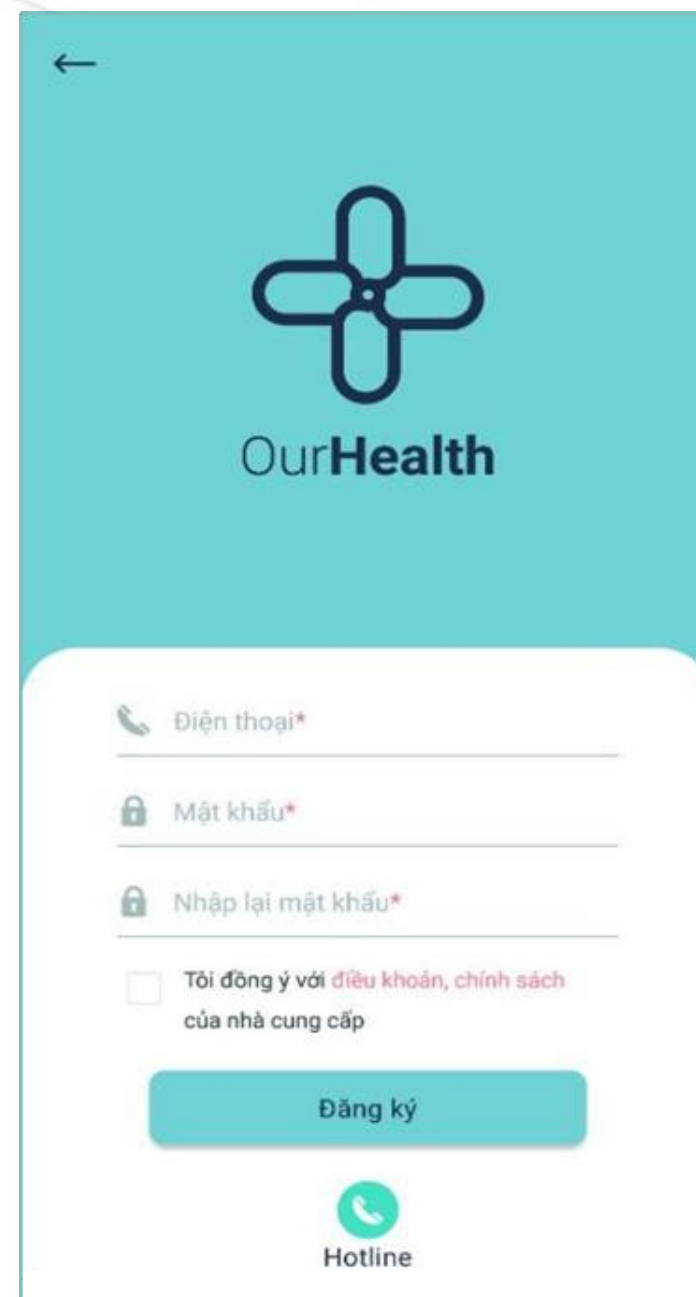 OurHealth
Điện thoại*
Mật khẩu*
Nhập lại mật khẩu*
Tôi đồng ý với điều khoản, chính sách
của nhà cung cấp
Đăng ký
Hotline